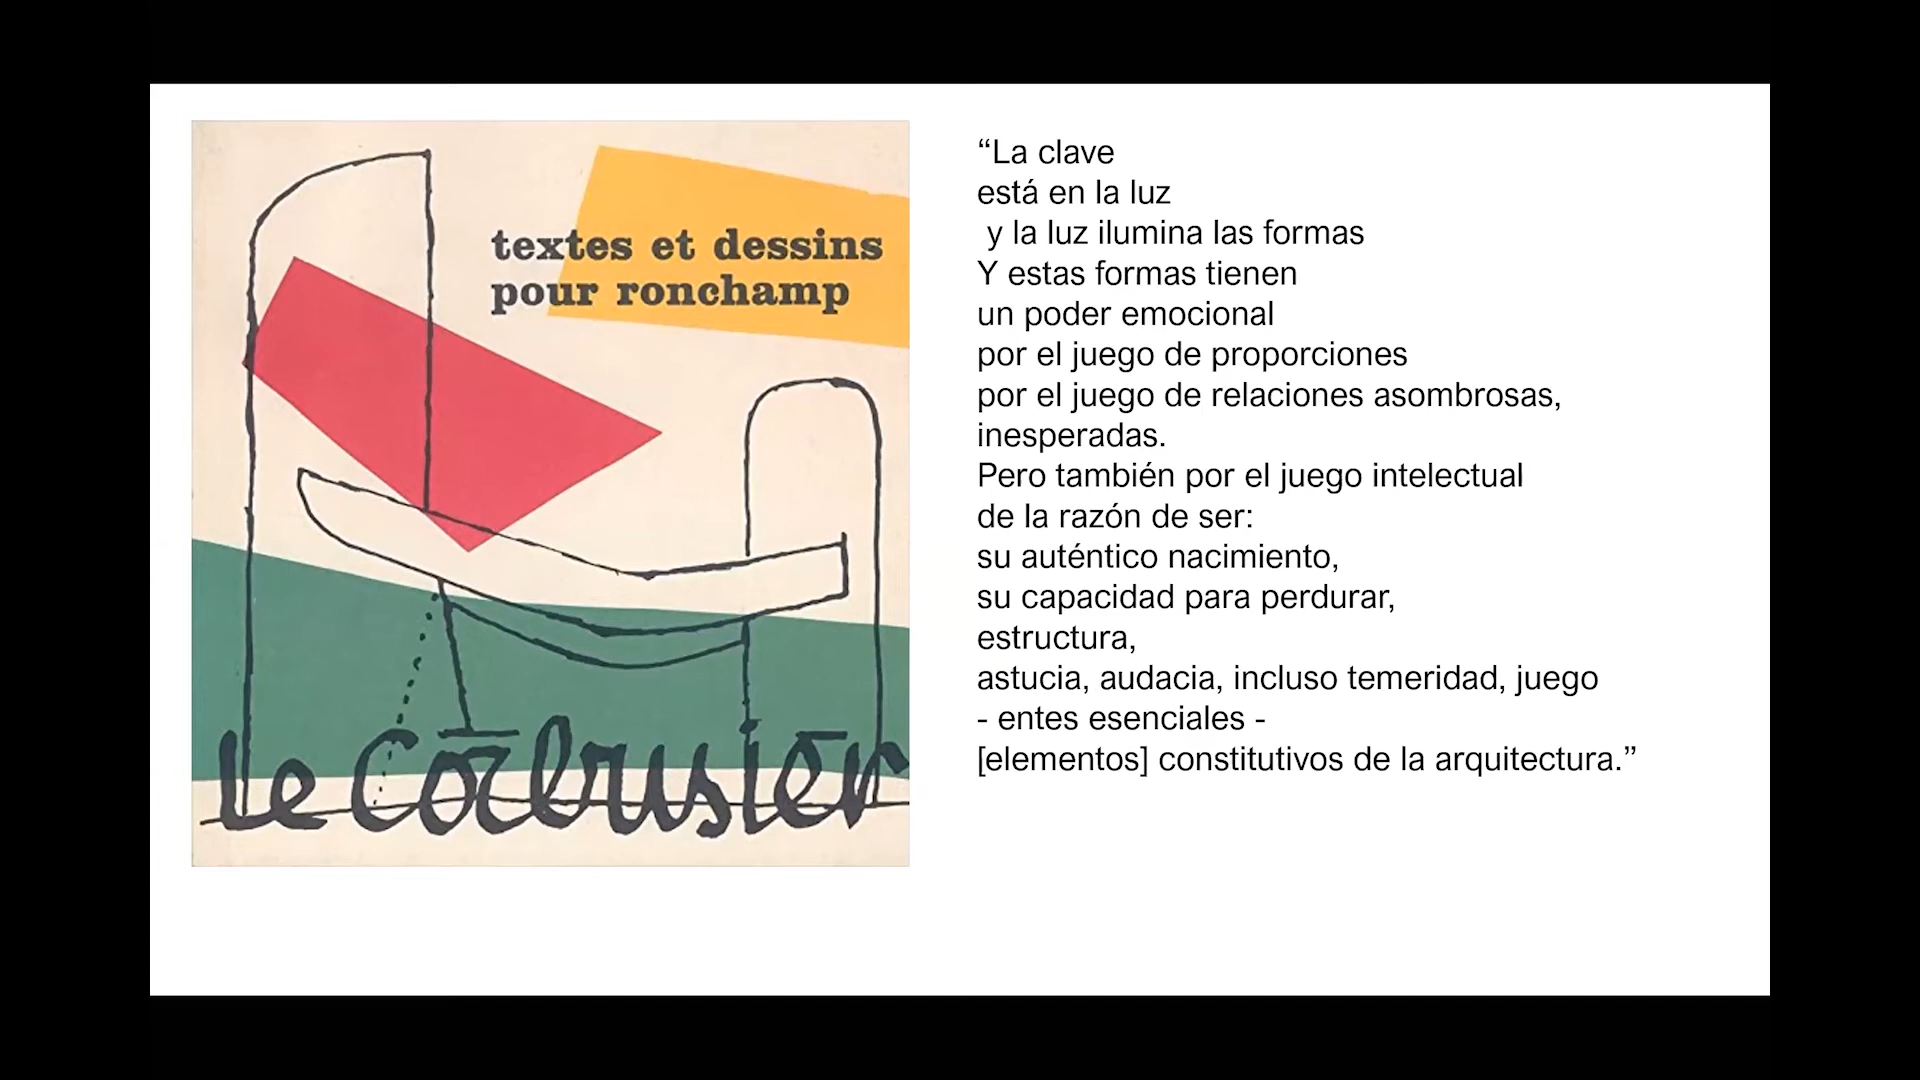 textes et dessins
pour ronchamp
le corbusier
“La clave
está en la luz
y la luz ilumina las formas
Y estas formas tienen
un poder emocional
por el juego de proporciones
por el juego de relaciones asombrosas,
inesperadas.
Pero también por el juego intelectual
de la razón de ser:
su auténtico nacimiento,
su capacidad para perdurar,
estructura,
astucia, audacia, incluso temeridad, juego
- entes esenciales -
[elementos] constitutivos de la arquitectura.”